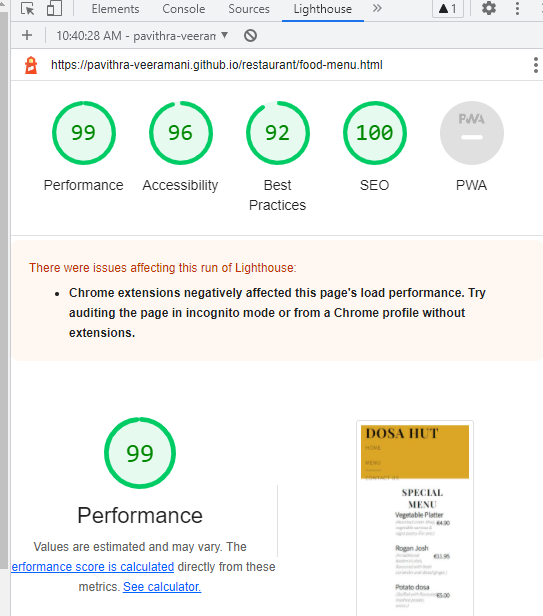 Elements Console Sources Lighthouse » 1
+ 10:40:28 AM - pavithra-veeram
https://pavithra-veeramani.github.io/restaurant/food-menu.html
99 96 92 100 PWA
Performance Accessibility Best Practices SEO PWA
There were issues affecting this run of Lighthouse:
• Chrome extensions negatively affected this page's load performance. Try
auditing the page in incognito mode or from a Chrome profile without
extensions.
99
Performance
Values are estimated and may vary. The
erformance score is calculated directly from these
metrics. See calculator.
DOSA HUT
HOME
MENU
CONTACT US
SPECIAL
MENU
Vegetable Platter
€4.90
Rogan Josh
€11.95
Potato dosa
€5.00